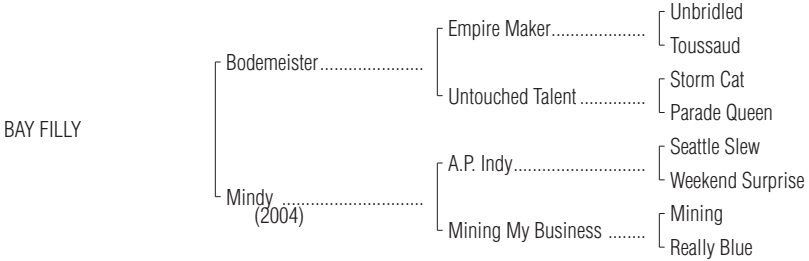 Unbridled
Empire Maker....................
Toussaud
Bodemeister......................
Storm Cat
Untouched Talent ..............
Parade Queen
BAY FILLY
Seattle Slew
A.P. Indy............................
Weekend Surprise
Mindy ..............................
(2004)
Mining
Mining My Business ........
Really Blue